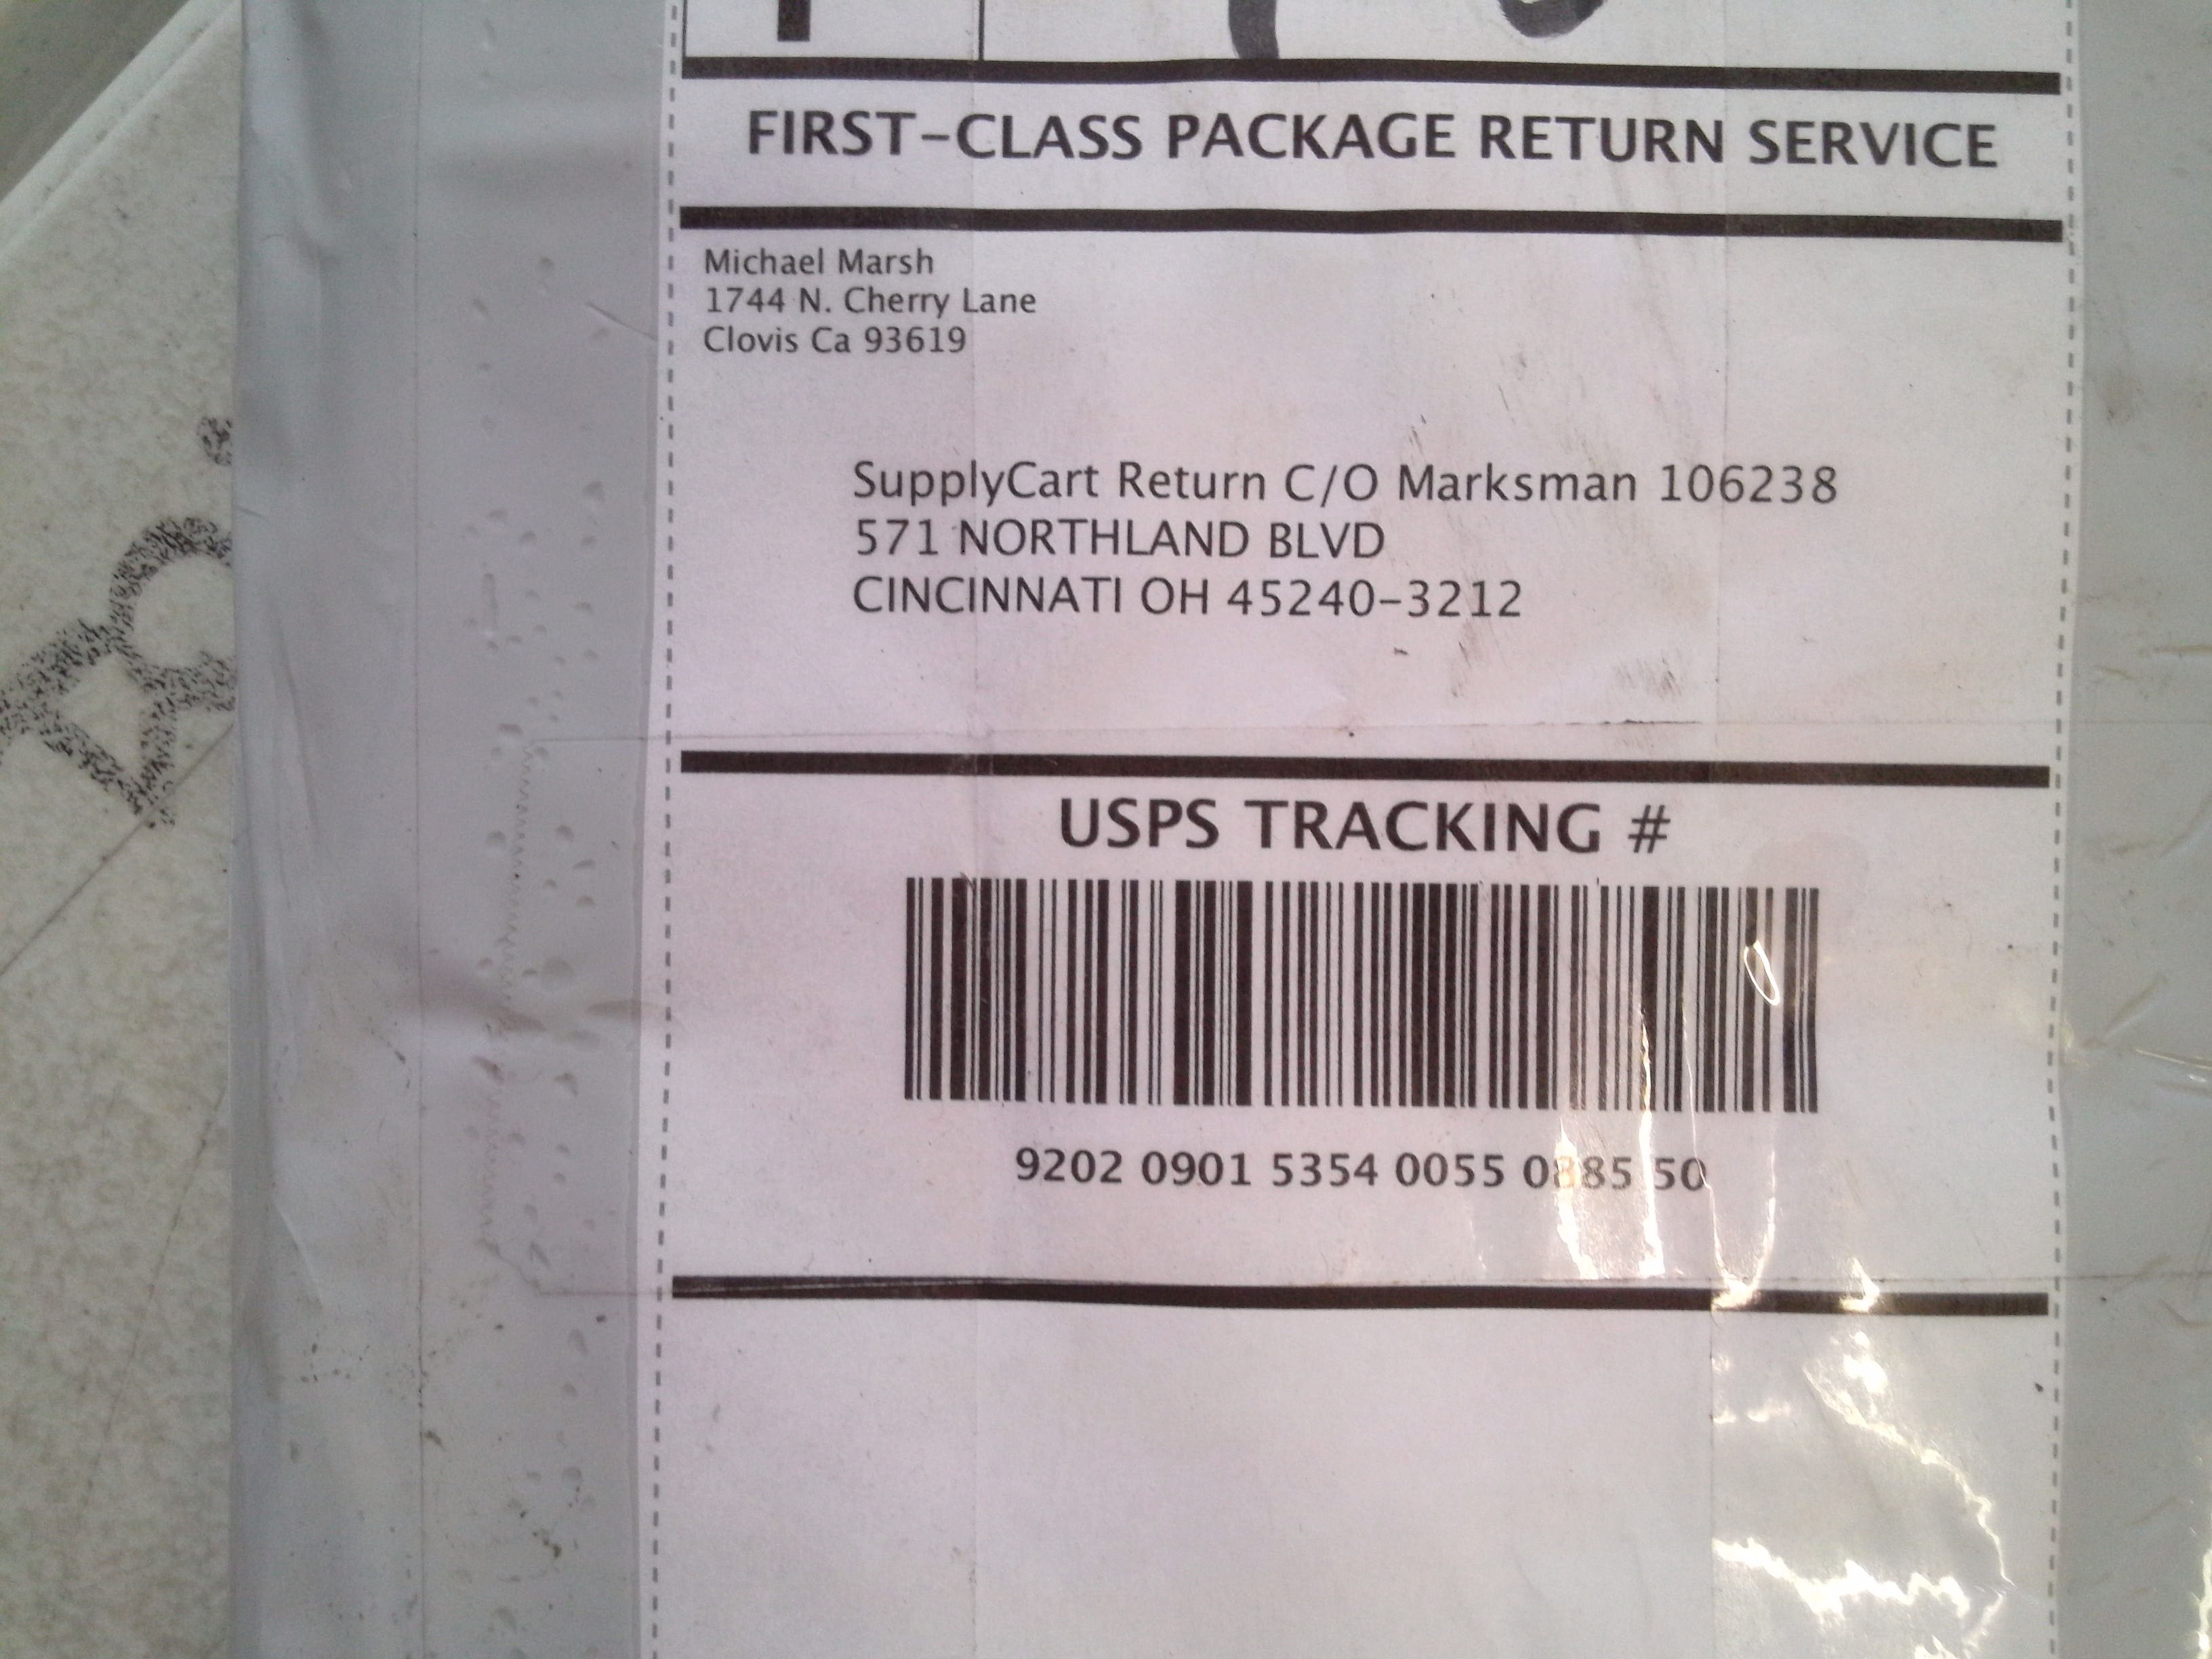 FIRST-CLASS PACKAGE RETURN SERVICE
Michael Marsh
1744 N. Cherry Lane
Clovis Ca 93619
SupplyCart Return C/O Marksman 106238
571 NORTHLAND BLVD
CINCINNATI OH 45240-3212
USPS TRACKING #
9202 0901 5354 0055 0885 50